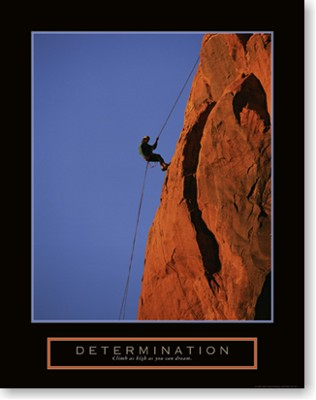 DETERMINATION
Climb as high as you can dream.